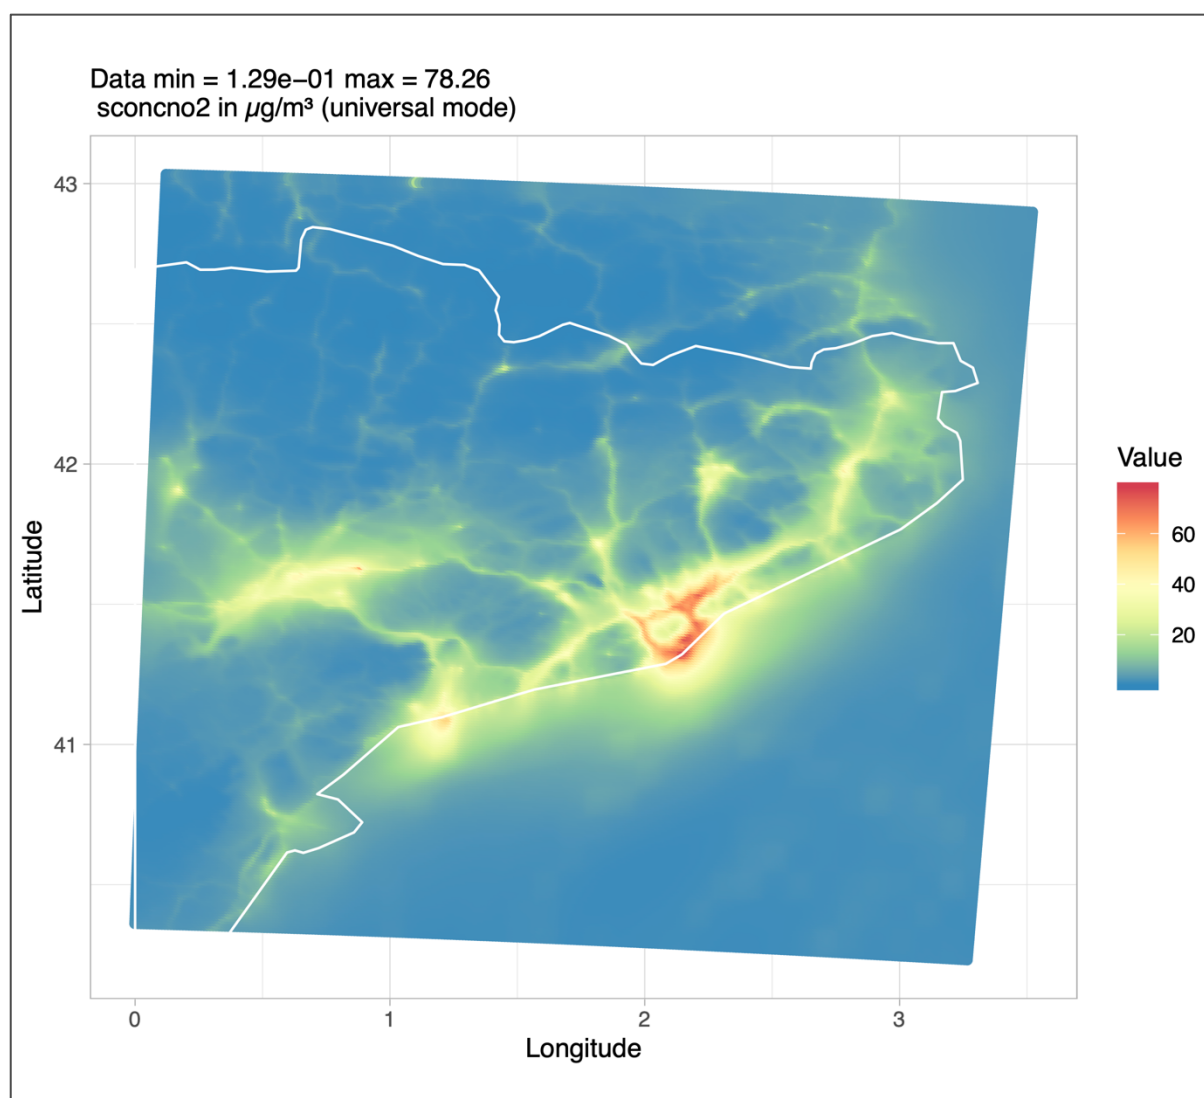 Data min = 1.29e−01 max = 78.26
sconcno2 in µg/m³ (universal mode)
43
42
41
Latitude
0
1
2
3
Longitude
Value
60
40
20